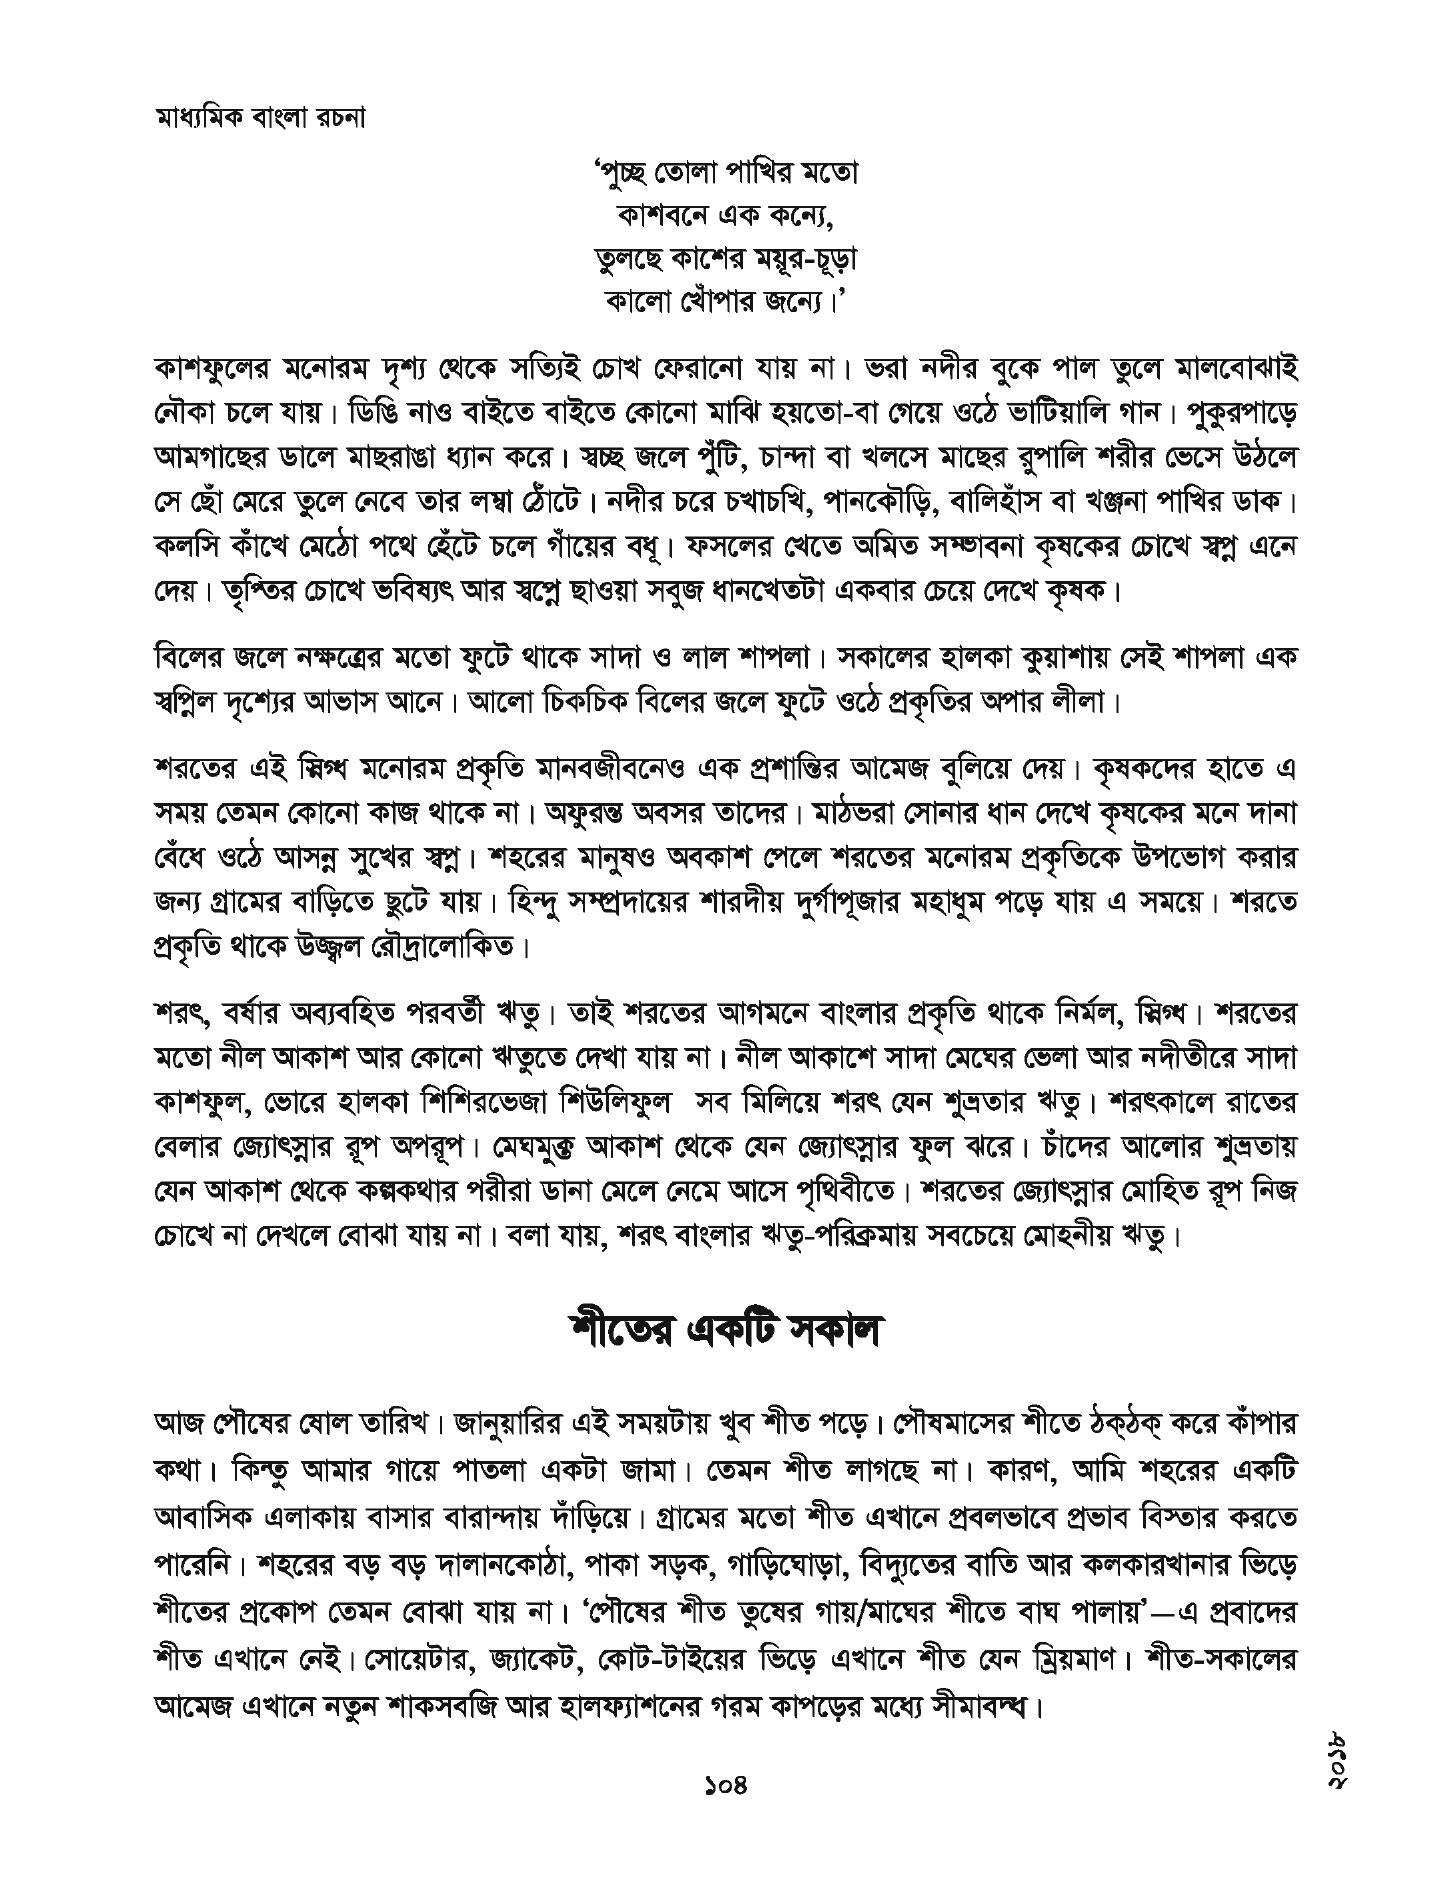 মাধ্যমিক বাংলা রচনা
‘পুচ্ছ তোলা পাখির মতো
কাশবনে এক কন্যে,
তুলছে কাশের ময়ূর-চূড়া
কালো খোঁপার জন্যে।’
কাশফুলের মনোরম দৃশ্য থেকে সত্যিই চোখ ফেরানো যায় না। ভরা নদীর বুকে পাল তুলে মালবোঝাই
নৌকা চলে যায়। ডিঙি নাও বাইতে বাইতে কোনো মাঝি হয়তো-বা গেয়ে ওঠে ভাটিয়ালি গান। পুকুরপাড়ে
আমগাছের ডালে মাছরাঙা ধ্যান করে। স্বচ্ছ জলে পুঁটি, চান্দা বা খলসে মাছের রুপালি শরীর ভেসে উঠলে
সে ছোঁ মেরে তুলে নেবে তার লম্বা ঠোঁটে। নদীর চরে চখাচখি, পানকৌড়ি, বালিহাঁস বা খঞ্জনা পাখির ডাক।
কলসি কাঁখে মেঠো পথে হেঁটে চলে গাঁয়ের বধূ। ফসলের খেতে অমিত সম্ভাবনা কৃষকের চোখে স্বপ্ন এনে
দেয়। তৃপ্তির চোখে ভবিষ্যৎ আর স্বপ্নে ছাওয়া সবুজ ধানখেতটা একবার চেয়ে দেখে কৃষক।
বিলের জলে নক্ষত্রের মতো ফুটে থাকে সাদা ও লাল শাপলা। সকালের হালকা কুয়াশায় সেই শাপলা এক
স্বপ্নিল দৃশ্যের আভাস আনে। আলো চিকচিক বিলের জলে ফুটে ওঠে প্রকৃতির অপার লীলা।
শরতের এই স্নিগ্ধ মনোরম প্রকৃতি মানবজীবনেও এক প্রশান্তির আমেজ বুলিয়ে দেয়। কৃষকদের হাতে এ
সময় তেমন কোনো কাজ থাকে না। অফুরন্ত অবসর তাদের। মাঠভরা সোনার ধান দেখে কৃষকের মনে দানা
বেঁধে ওঠে আসন্ন সুখের স্বপ্ন। শহরের মানুষও অবকাশ পেলে শরতের মনোরম প্রকৃতিকে উপভোগ করার
জন্য গ্রামের বাড়িতে ছুটে যায়। হিন্দু সম্প্রদায়ের শারদীয় দুর্গাপূজার মহাধুম পড়ে যায় এ সময়ে। শরতে
প্রকৃতি থাকে উজ্জ্বল রৌদ্রালোকিত।
শরৎ, বর্ষার অব্যবহিত পরবর্তী ঋতু। তাই শরতের আগমনে বাংলার প্রকৃতি থাকে নির্মল, স্নিগ্ধ। শরতের
মতো নীল আকাশ আর কোনো ঋতুতে দেখা যায় না। নীল আকাশে সাদা মেঘের ভেলা আর নদীতীরে সাদা
কাশফুল, ভোরে হালকা শিশিরভেজা শিউলিফুল সব মিলিয়ে শরৎ যেন শুভ্রতার ঋতু। শরৎকালে রাতের
বেলার জ্যোৎস্নার রূপ অপরূপ। মেঘমুক্ত আকাশ থেকে যেন জ্যোৎস্নার ফুল ঝরে। চাঁদের আলোর শুভ্রতায়
যেন আকাশ থেকে কল্পকথার পরীরা ডানা মেলে নেমে আসে পৃথিবীতে। শরতের জ্যোৎস্নার মোহিত রূপ নিজ
চোখে না দেখলে বোঝা যায় না। বলা যায়, শরৎ বাংলার ঋতু-পরিক্রমায় সবচেয়ে মোহনীয় ঋতু।
শীতের একটি সকাল
আজ পৌষের ষোল তারিখ। জানুয়ারির এই সময়টায় খুব শীত পড়ে। পৌষমাসের শীতে ঠক্‌ঠক্‌ করে কাঁপার
কথা। কিন্তু আমার গায়ে পাতলা একটা জামা। তেমন শীত লাগছে না। কারণ, আমি শহরের একটি
আবাসিক এলাকায় বাসার বারান্দায় দাঁড়িয়ে। গ্রামের মতো শীত এখানে প্রবলভাবে প্রভাব বিস্তার করতে
পারেনি। শহরের বড় বড় দালানকোঠা, পাকা সড়ক, গাড়িঘোড়া, বিদ্যুতের বাতি আর কলকারখানার ভিড়ে
শীতের প্রকোপ তেমন বোঝা যায় না। ‘পৌষের শীত তুষের গায়/মাঘের শীতে বাঘ পালায়’—এ প্রবাদের
শীত এখানে নেই। সোয়েটার, জ্যাকেট, কোট-টাইয়ের ভিড়ে এখানে শীত যেন ম্রিয়মাণ। শীত-সকালের
আমেজ এখানে নতুন শাকসবজি আর হালফ্যাশনের গরম কাপড়ের মধ্যে সীমাবদ্ধ।
১০৪
২০১৮